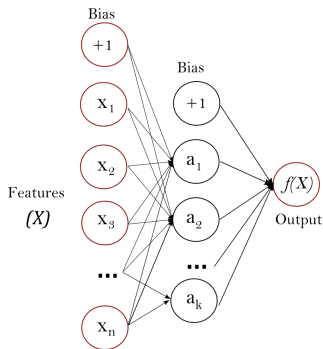 Bias
+1
x1
x2
x3
...
xn
Features
(X)
Bias
+1
a1
a2
...
ak
f(X)
Output